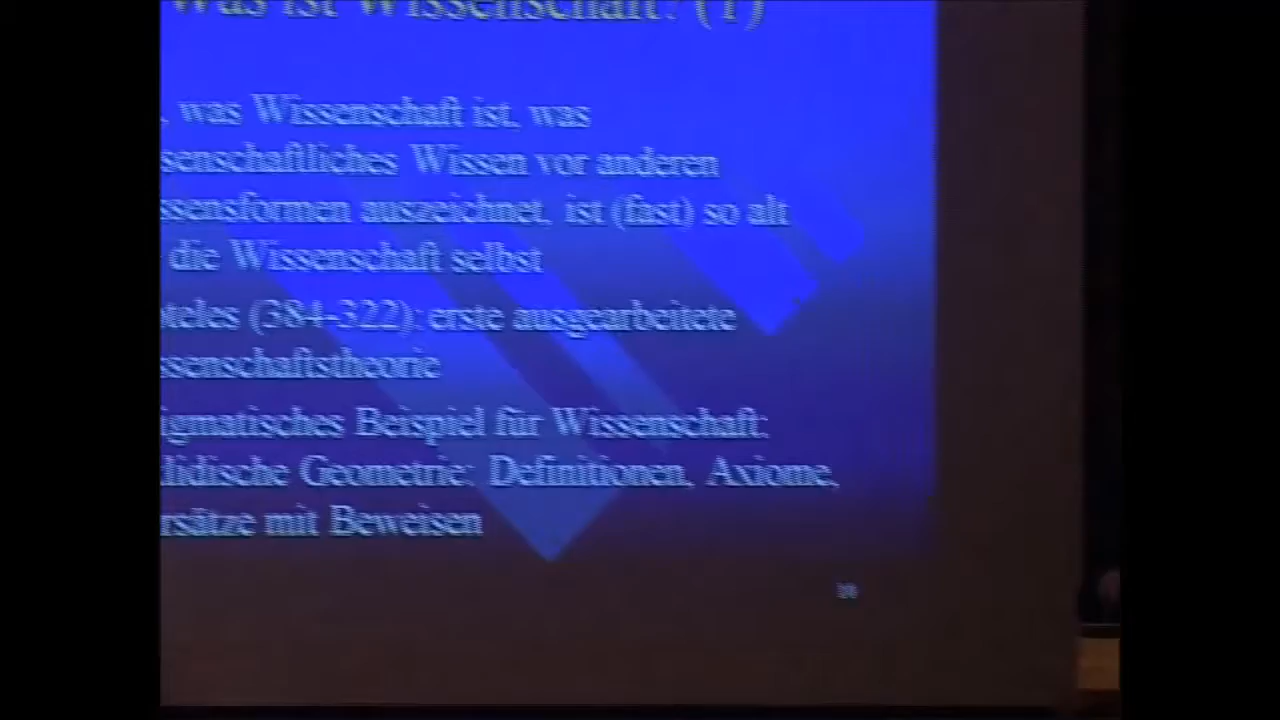 Was ist Wissenschaft? (1)
, was Wissenschaft ist, was
senschaftliches Wissen vor anderen
ssensformen auszeichnet, ist (fast) so alt
die Wissenschaft selbst
teles (384-322): erste ausgearbeitete
ssenschaftstheorie
igmatisches Beispiel für Wissenschaft:
lidische Geometrie: Definitionen, Axiome,
rsätze mit Beweisen